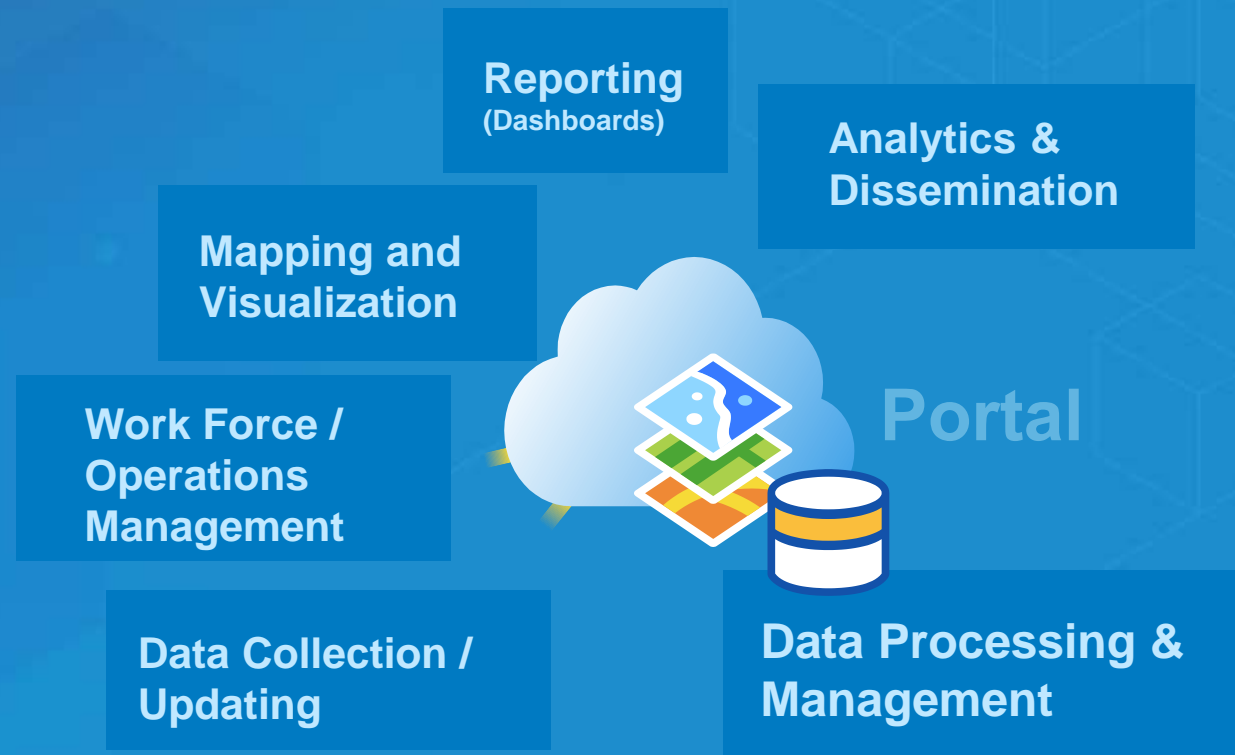 Reporting
(Dashboards)
Analytics &
Dissemination
Mapping and
Visualization
Portal
Work Force /
Operations
Management
Data Collection /
Updating
Data Processing &
Management